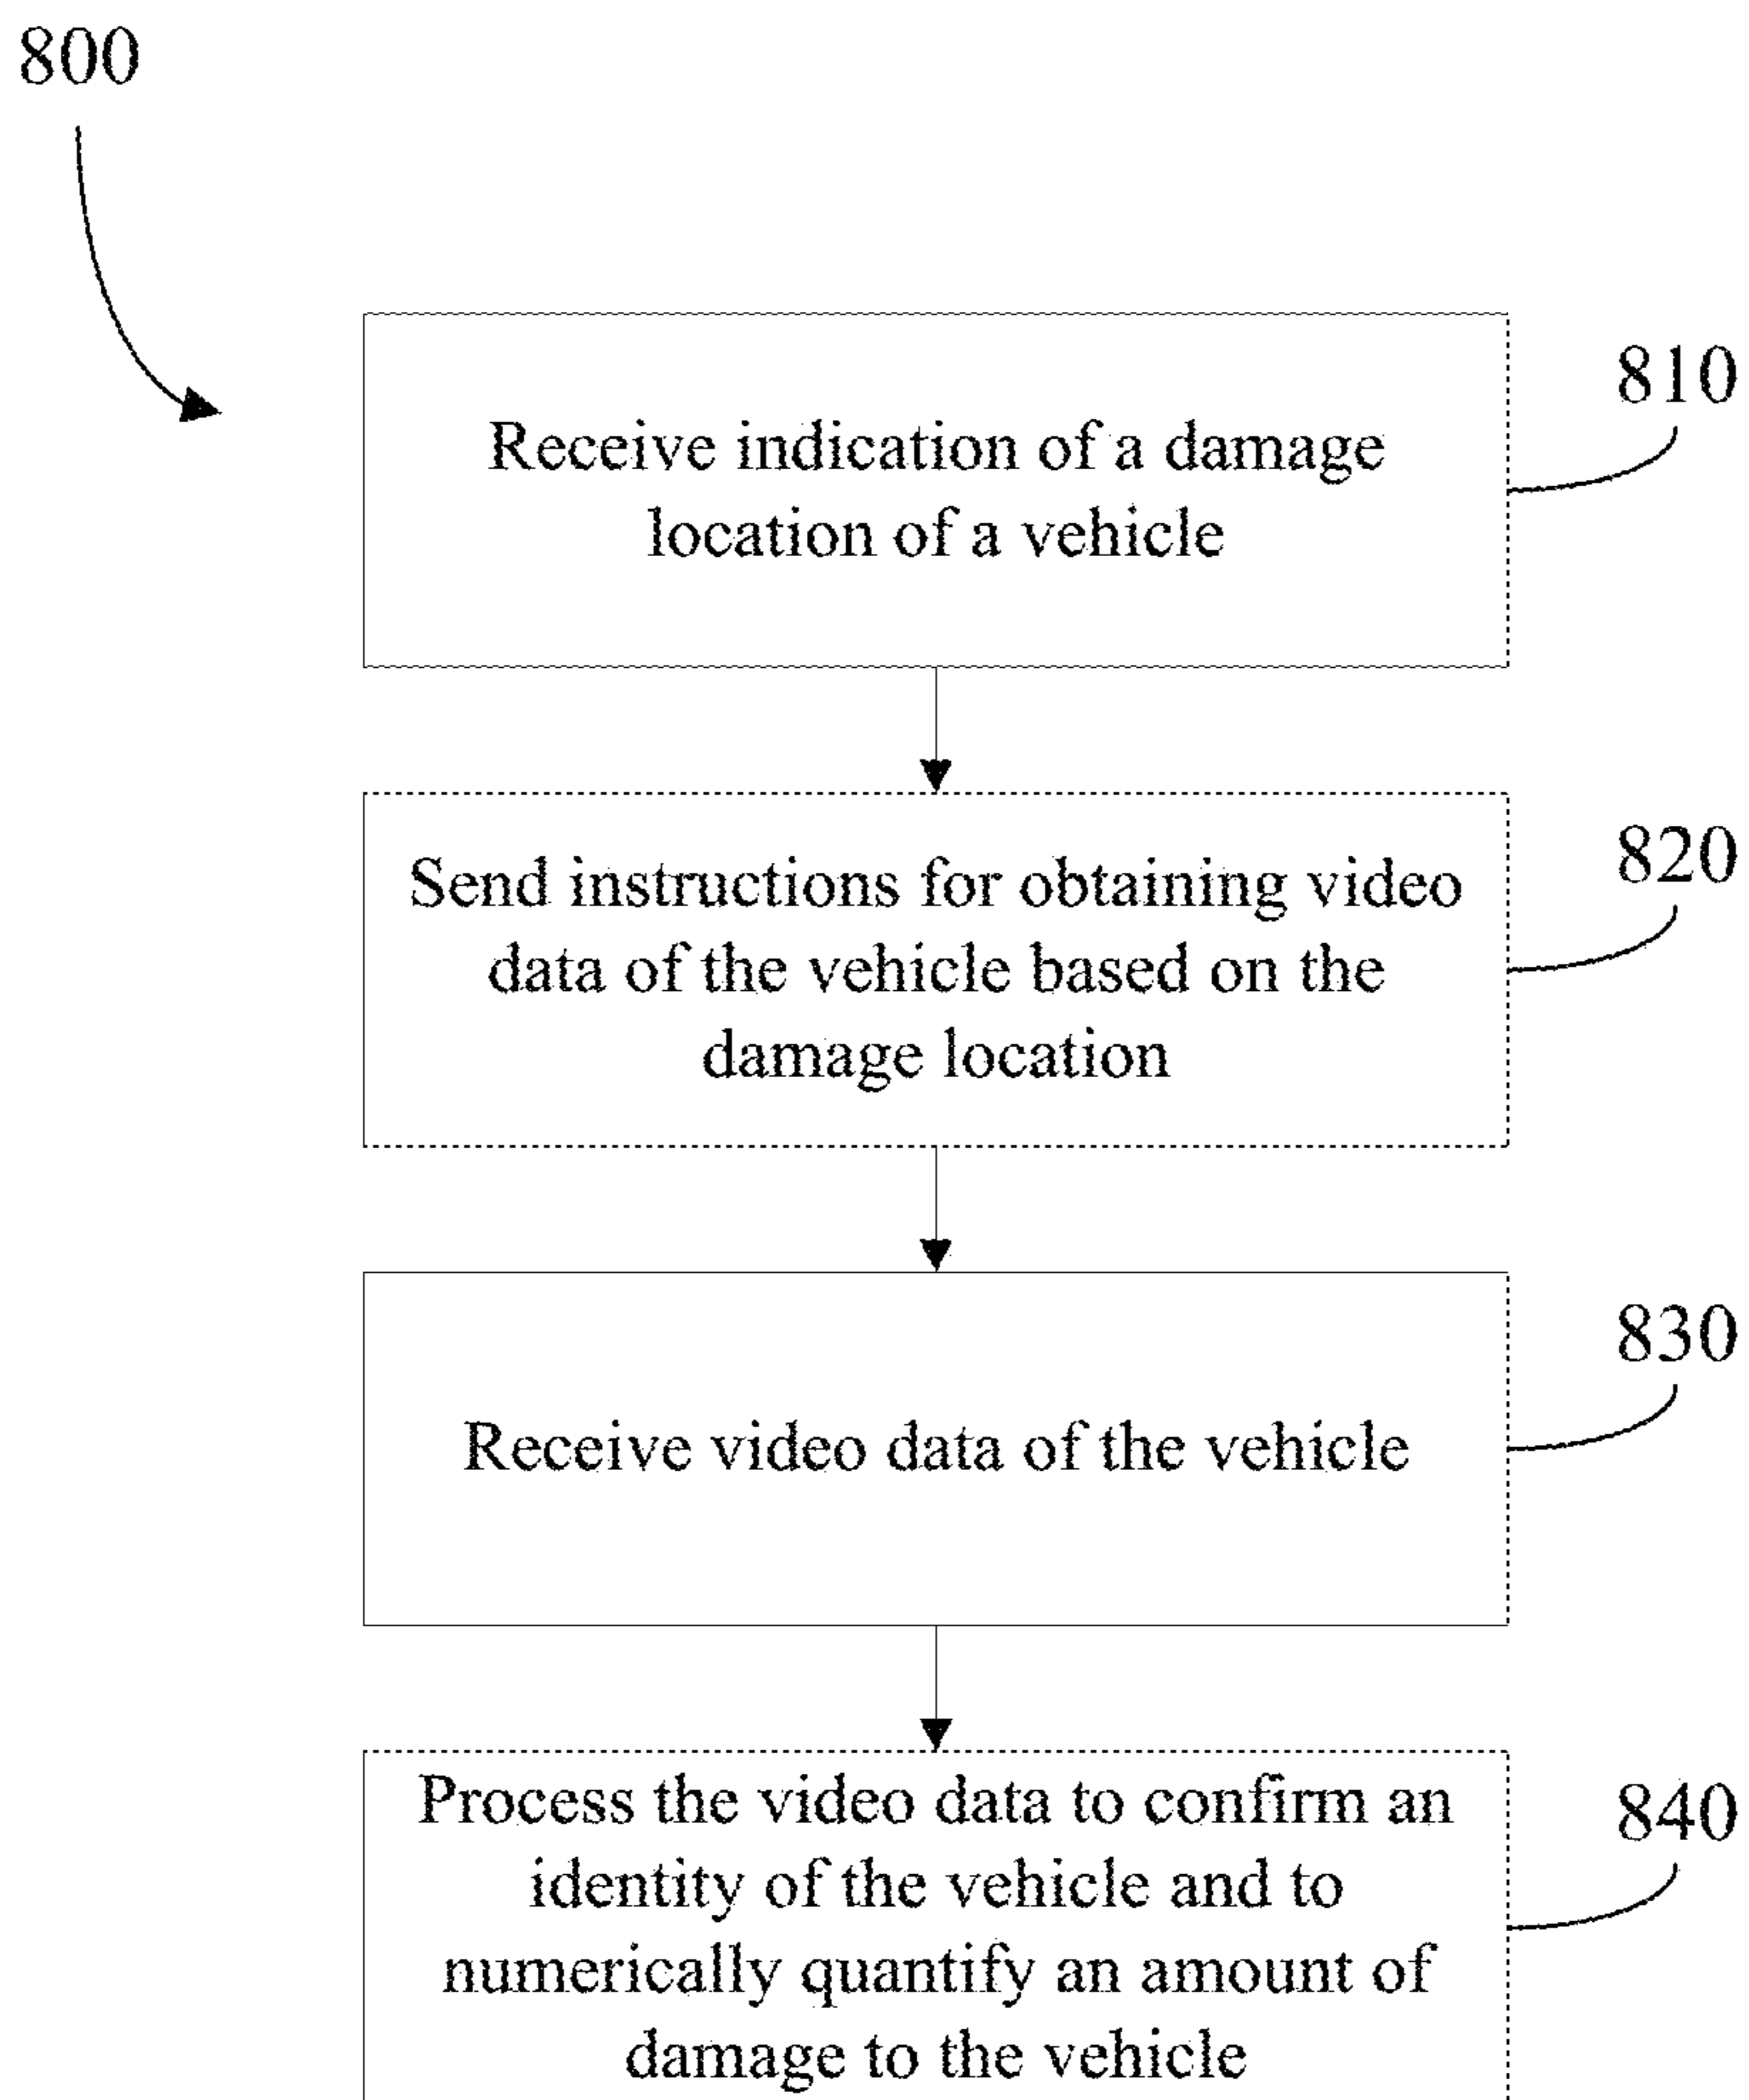 800
810
Receive indication of a damage
location of a vehicle
820
Send instructions for obtaining video
data of the vehicle based on the
damage location
830
Receive video data of the vehicle
840
Process the video data to confirm an
identity of the vehicle and to
numerically quantify an amount of
damage to the vehicle